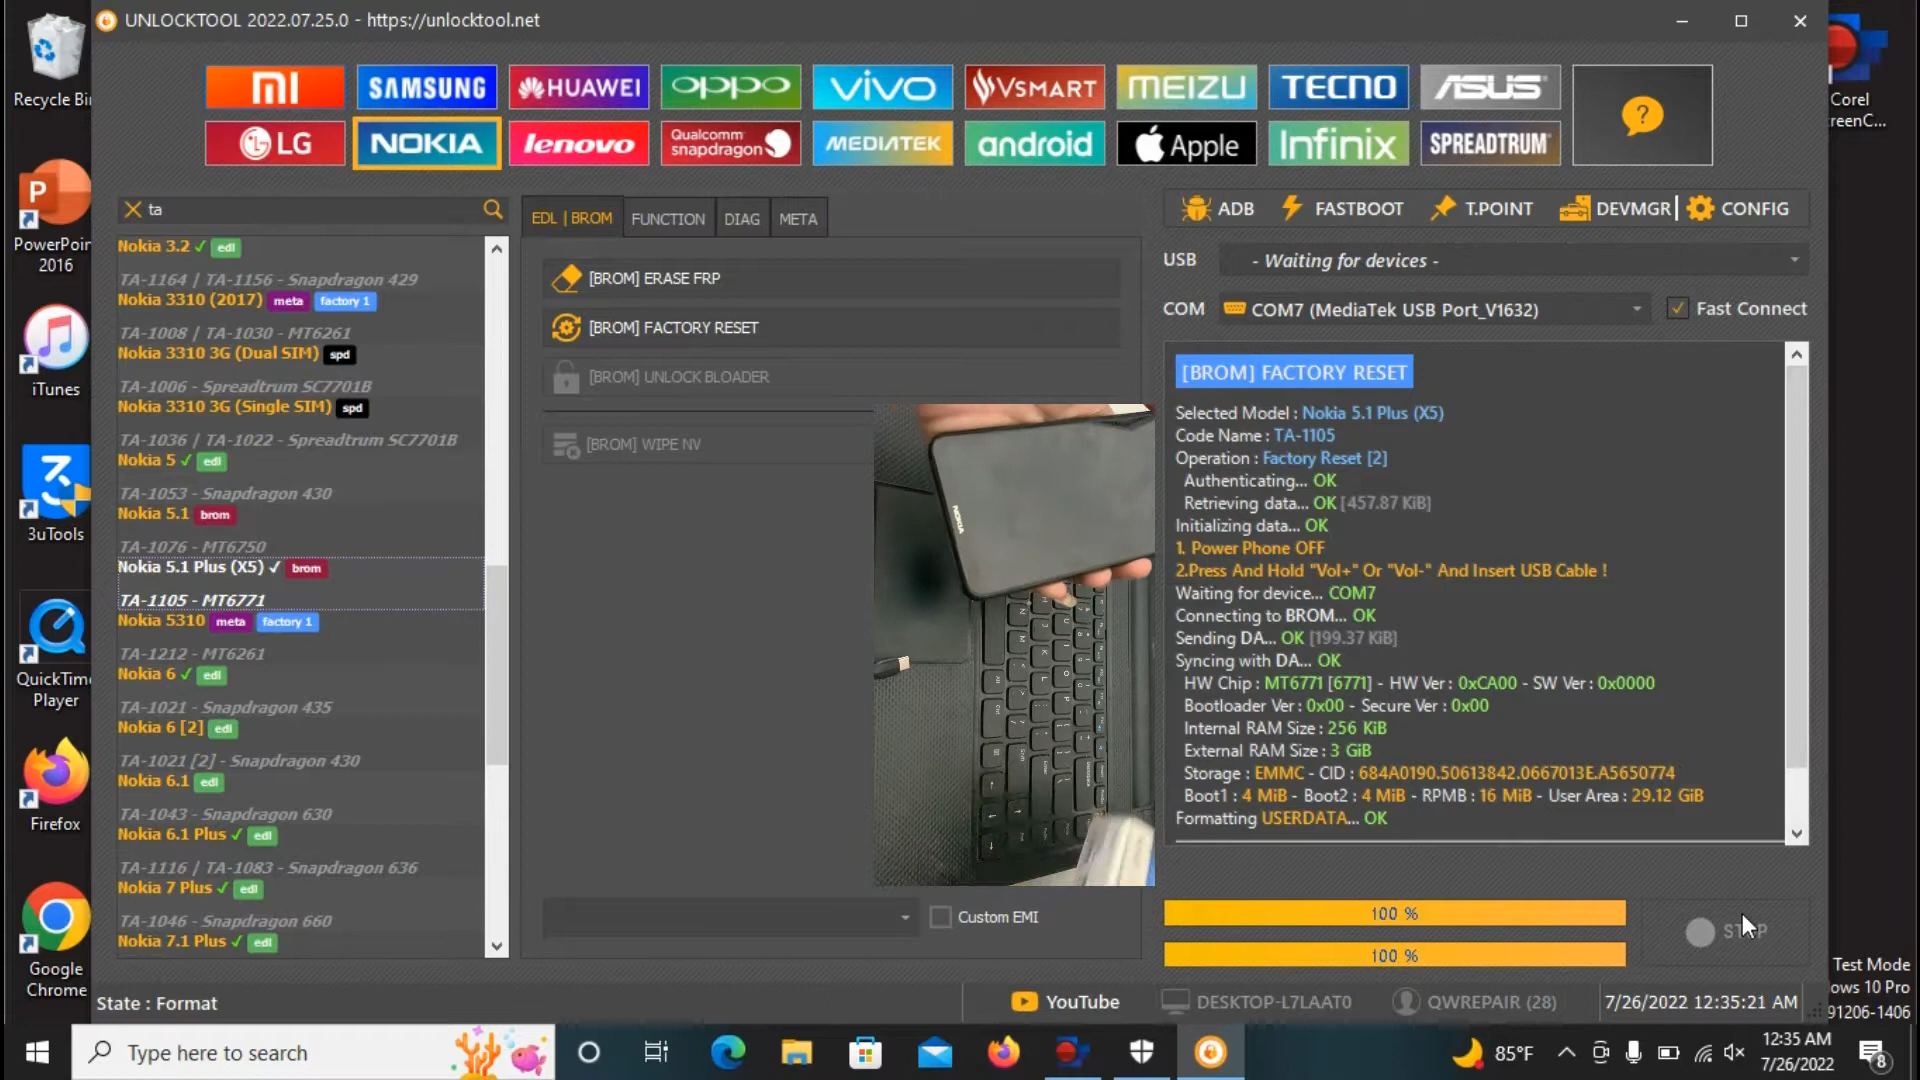 UNLOCKTOOL 2022.07.25.0 - https://unlocktool.net
Recycle Bi
PowerPoi
2016
iTunes
3uTools
QuickTim
Player
Firefox
Google
Chrome
Corel
reenC...
MI
SAMSUNG
HUAWEI
oppo
vivo
VSMART
MEIZU
TECNO
ASUS
?
LG
NOKIA
lenovo
Qualcomm
snapdragon
MEDIATEK
android
Apple
Infinix
SPREADTRUM
ta
Nokia 3.2 ✓ edl
TA-1164 | TA-1156 - Snapdragon 429
Nokia 3310 (2017) meta factory 1
TA-1008 | TA-1030 - MT6261
Nokia 3310 3G (Dual SIM) spd
TA-1006 - Spreadtrum SC7701B
Nokia 3310 3G (Single SIM) spd
TA-1036 | TA-1022 - Spreadtrum SC7701B
Nokia 5 ✓ edl
TA-1053 - Snapdragon 430
Nokia 5.1 brom
TA-1076 - MT6750
Nokia 5.1 Plus (X5) ✓ brom
TA-1105 - MT6771
Nokia 5310 meta factory 1
TA-1212 - MT6261
Nokia 6 ✓ edl
TA-1021 - Snapdragon 435
Nokia 6 [2] edl
TA-1021 [2] - Snapdragon 430
Nokia 6.1 edl
TA-1043 - Snapdragon 630
Nokia 6.1 Plus ✓ edl
TA-1116 | TA-1083 - Snapdragon 636
Nokia 7 Plus ✓ edl
TA-1046 - Snapdragon 660
Nokia 7.1 Plus ✓ edl
EDL | BROM
FUNCTION
DIAG
META
[BROM] ERASE FRP
[BROM] FACTORY RESET
[BROM] UNLOCK BLOADER
[BROM] WIPE NV
NOKIA
Custom EMI
ADB
FASTBOOT
T.POINT
DEVMGR
CONFIG
USB - Waiting for devices -
COM COM7 (MediaTek USB Port_V1632)
Fast Connect
[BROM] FACTORY RESET
Selected Model : Nokia 5.1 Plus (X5)
Code Name : TA-1105
Operation : Factory Reset [2]
Authenticating... OK
Retrieving data... OK [457.87 KiB]
Initializing data... OK
1. Power Phone OFF
2.Press And Hold "Vol+" Or "Vol-" And Insert USB Cable !
Waiting for device... COM7
Connecting to BROM... OK
Sending DA... OK [199.37 KiB]
Syncing with DA... OK
HW Chip : MT6771 [6771] - HW Ver : 0xCA00 - SW Ver : 0x0000
Bootloader Ver : 0x00 - Secure Ver : 0x00
Internal RAM Size : 256 KiB
External RAM Size : 3 GiB
Storage : EMMC - CID : 684A0190.50613842.0667013E.A5650774
Boot1 : 4 MiB - Boot2 : 4 MiB - RPMB : 16 MiB - User Area : 29.12 GiB
Formatting USERDATA... OK
100 %
100 %
State : Format
YouTube
DESKTOP-L7LAAT0
QWREPAIR (28)
7/26/2022 12:35:21 AM
Test Mode
ows 10 Pro
91206-1406
Type here to search
85°F
12:35 AM
7/26/2022
8